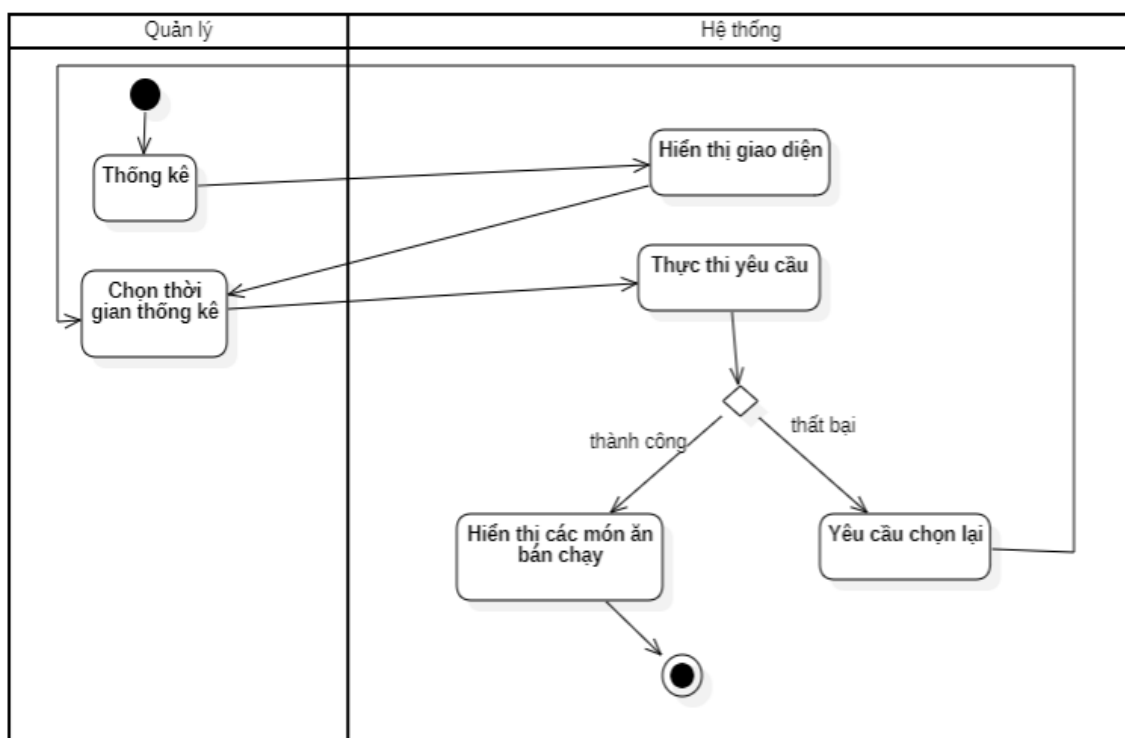 Quản lý
Hệ thống
Thống kê
Hiển thị giao diện
Chọn thời
gian thống kê
Thực thi yêu cầu
thành công
thất bại
Hiển thị các món ăn
bán chạy
Yêu cầu chọn lại